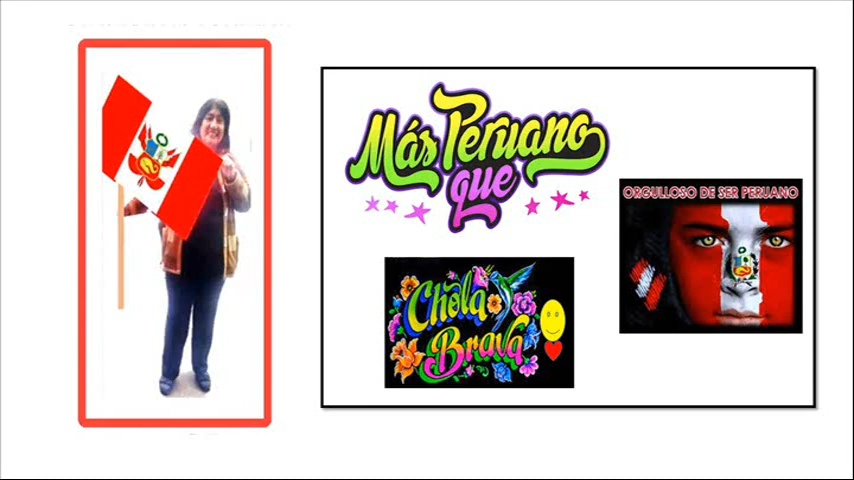 Más Peruano
que
ORGULLOSO DE SER PERUANO
Chola
Brava